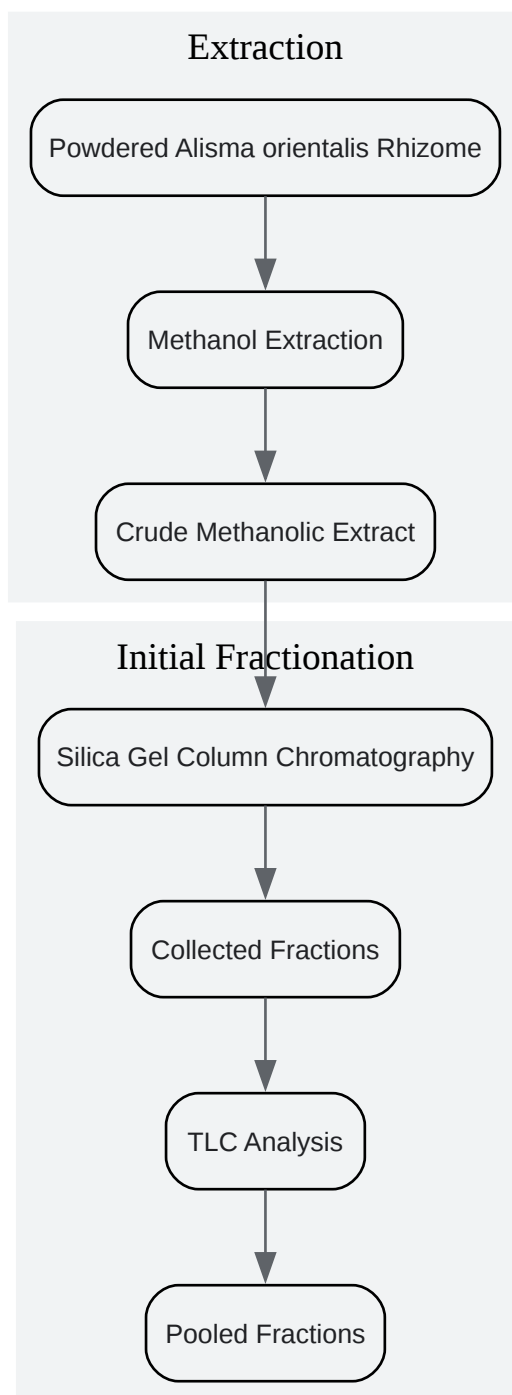 Extraction
Powdered Alisma orientalis Rhizome
Methanol Extraction
Crude Methanolic Extract
Initial Fractionation
Silica Gel Column Chromatography
Collected Fractions
TLC Analysis
Pooled Fractions